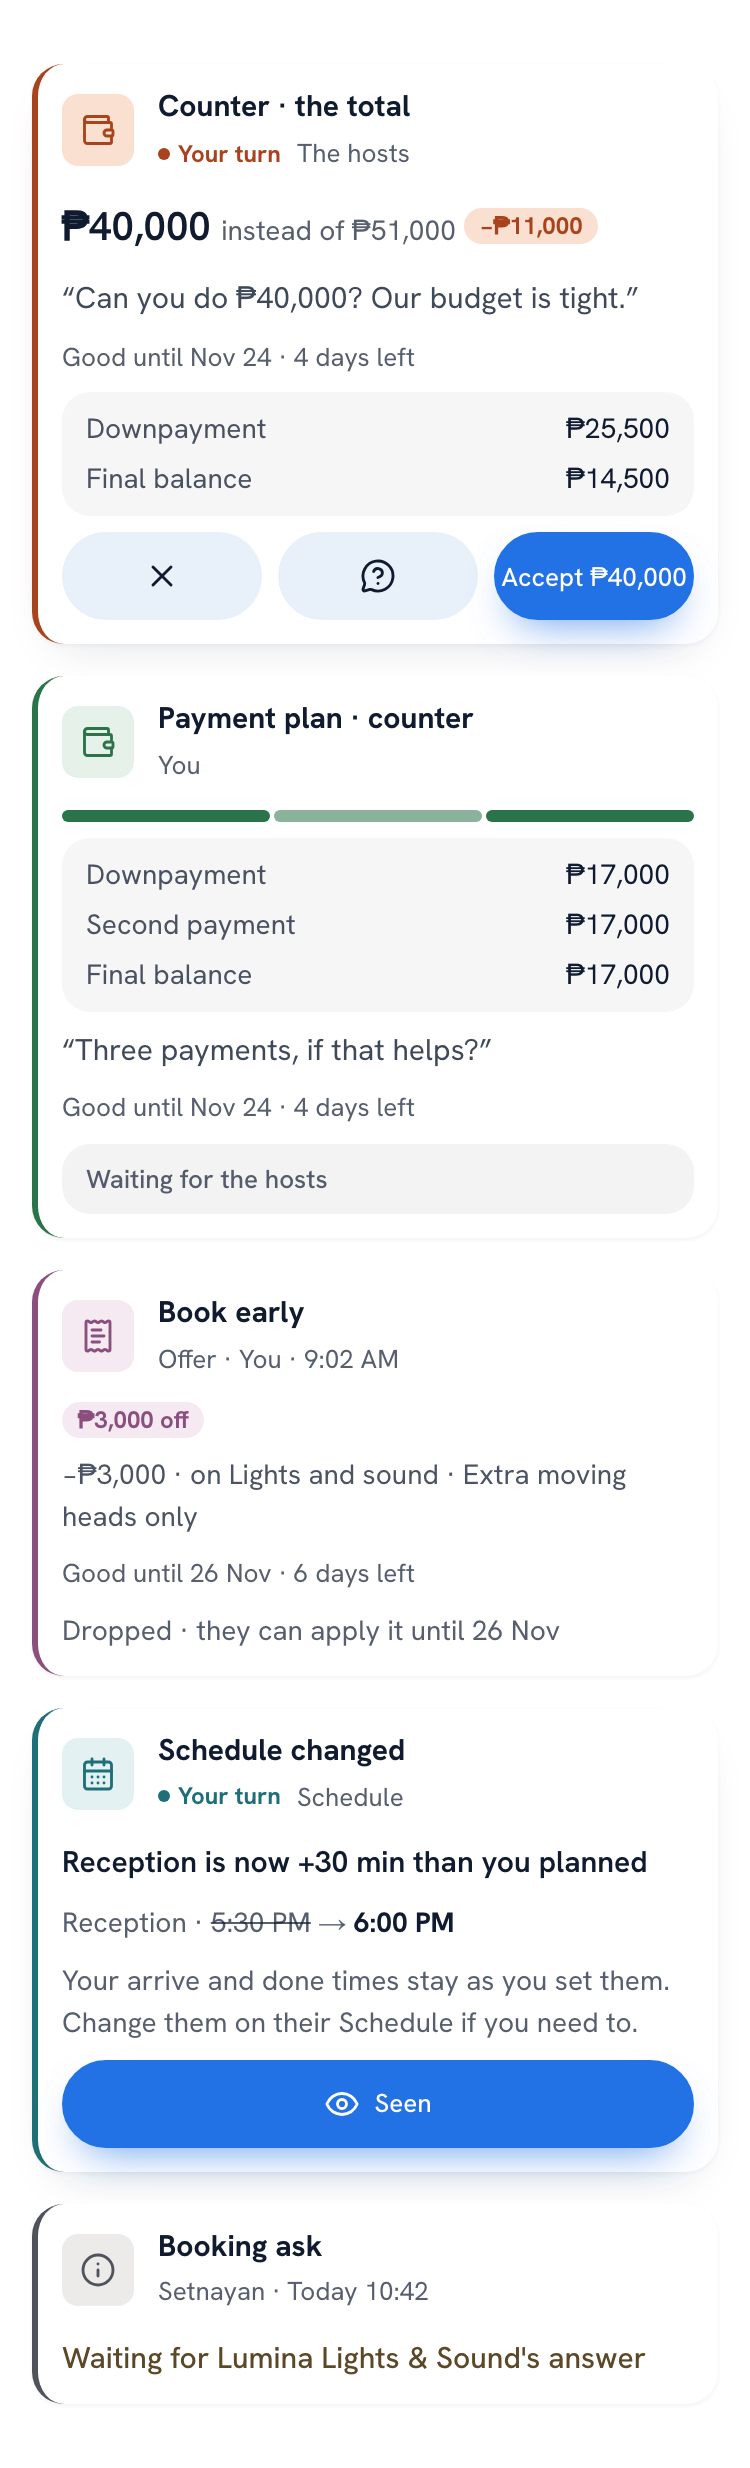 Counter · the total
Your turn The hosts
₱40,000 instead of ₱51,000 −₱11,000
“Can you do ₱40,000? Our budget is tight.”
Good until Nov 24 · 4 days left
Downpayment ₱25,500
Final balance ₱14,500
Accept ₱40,000
Payment plan · counter
You
Downpayment ₱17,000
Second payment ₱17,000
Final balance ₱17,000
“Three payments, if that helps?”
Good until Nov 24 · 4 days left
Waiting for the hosts
Book early
Offer · You · 9:02 AM
₱3,000 off
−₱3,000 · on Lights and sound · Extra moving
heads only
Good until 26 Nov · 6 days left
Dropped · they can apply it until 26 Nov
Schedule changed
Your turn Schedule
Reception is now +30 min than you planned
Reception · 5:30 PM → 6:00 PM
Your arrive and done times stay as you set them.
Change them on their Schedule if you need to.
Seen
Booking ask
Setnayan · Today 10:42
Waiting for Lumina Lights & Sound's answer